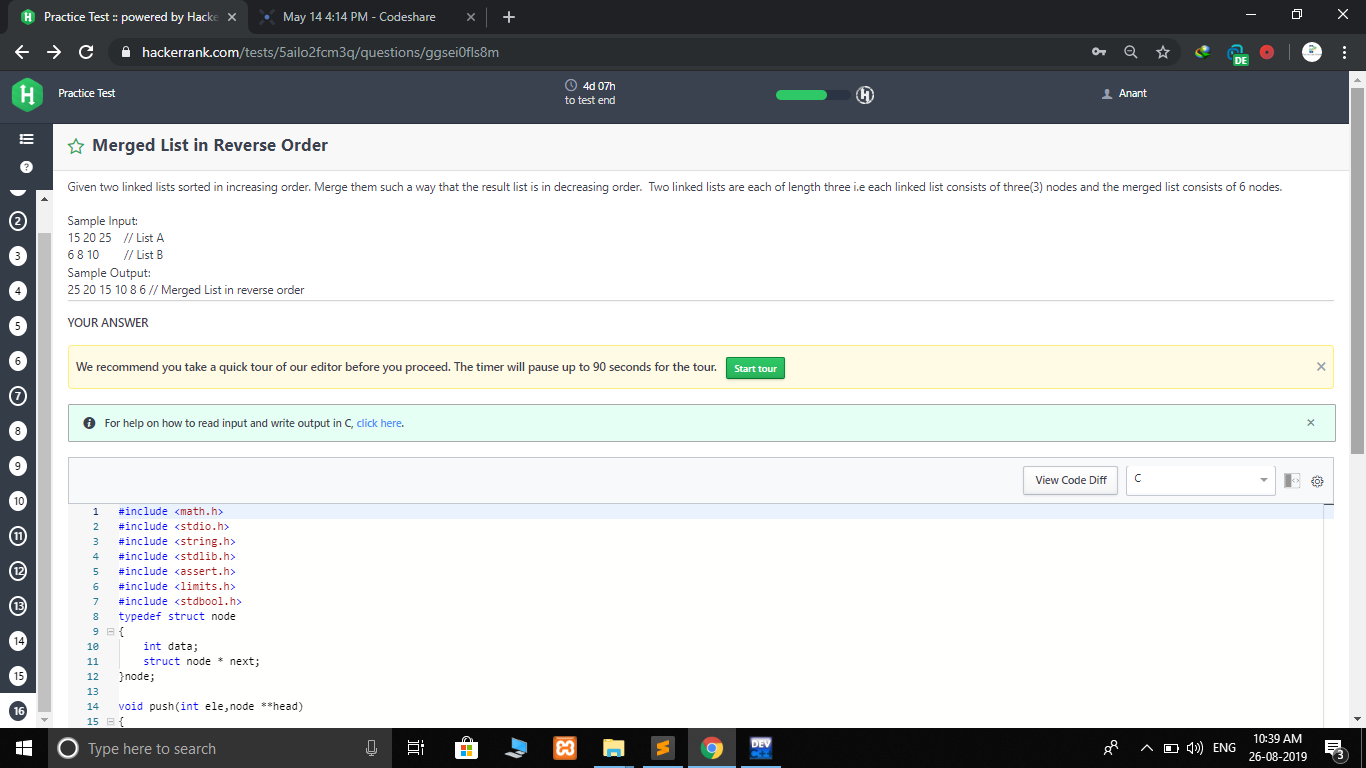 Practice Test :: powered by Hacke
May 14 4:14 PM - Codeshare
hackerrank.com/tests/5ailo2fcm3q/questions/ggsei0fls8m
DE
Practice Test
4d 07h
to test end
Anant
Merged List in Reverse Order
Given two linked lists sorted in increasing order. Merge them such a way that the result list is in decreasing order.  Two linked lists are each of length three i.e each linked list consists of three(3) nodes and the merged list consists of 6 nodes.
Sample Input:
15 20 25    // List A
6 8 10        // List B
Sample Output:
25 20 15 10 8 6 // Merged List in reverse order
YOUR ANSWER
We recommend you take a quick tour of our editor before you proceed. The timer will pause up to 90 seconds for the tour. Start tour
For help on how to read input and write output in C, click here.
View Code Diff
C
1 #include <math.h>
2 #include <stdio.h>
3 #include <string.h>
4 #include <stdlib.h>
5 #include <assert.h>
6 #include <limits.h>
7 #include <stdbool.h>
8 typedef struct node
9 {
10 int data;
11 struct node * next;
12 }node;
13
14 void push(int ele,node **head)
15 {
2
3
4
5
6
7
8
9
10
11
12
13
14
15
16
Type here to search
DEV
ENG
10:39 AM
26-08-2019
3